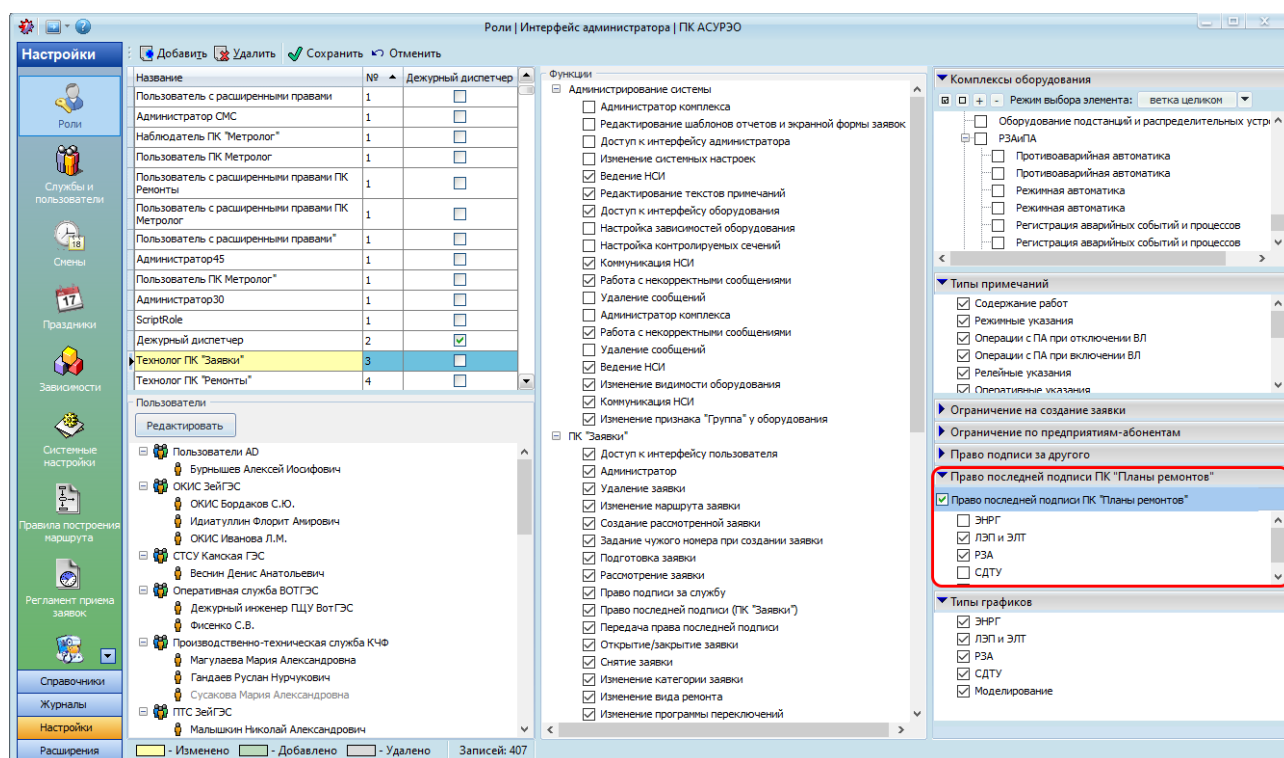 Роли | Интерфейс администратора | ПК АСУРЭО
Настройки
Добавить Удалить Сохранить Отменить
Роли
Службы и пользователи
18
Смены
17
Праздники
Зависимости
Системные настройки
Правила построения маршрута
Регламент приема заявок
Справочники
Журналы
Настройки
Расширения
Название № Дежурный диспетчер
Пользователь с расширенными правами 1
Администратор СМС 1
Наблюдатель ПК "Метролог" 1
Пользователь ПК Метролог 1
Пользователь с расширенными правами ПК Ремонты 1
Пользователь с расширенными правами ПК Метролог 1
Пользователь с расширенными правами" 1
Администратор45 1
Пользователь ПК Метролог" 1
Администратор30 1
ScriptRole 1
Дежурный диспетчер 2
Технолог ПК "Заявки" 3
Технолог ПК "Ремонты" 4
Пользователи
Редактировать
Пользователи AD
Бурнышев Алексей Иосифович
ОКИС ЗейГЭС
ОКИС Бордаков С.Ю.
Идиатуллин Флорит Анирович
ОКИС Иванова Л.М.
СТСУ Камская ГЭС
Веснин Денис Анатольевич
Оперативная служба ВОТГЭС
Дежурный инженер ПЩУ ВотГЭС
Фисенко С.В.
Производственно-техническая служба КЧФ
Магулаева Мария Александровна
Гандаев Руслан Нурчукович
Сусакова Мария Александровна
ПТС ЗейГЭС
Малышкин Николай Александрович
Функции
Администрирование системы
Администратор комплекса
Редактирование шаблонов отчетов и экранной формы заявок
Доступ к интерфейсу администратора
Изменение системных настроек
Ведение НСИ
Редактирование текстов примечаний
Доступ к интерфейсу оборудования
Настройка зависимостей оборудования
Настройка контролируемых сечений
Коммуникация НСИ
Работа с некорректными сообщениями
Удаление сообщений
Администратор комплекса
Работа с некорректными сообщениями
Удаление сообщений
Ведение НСИ
Изменение видимости оборудования
Коммуникация НСИ
Изменение признака "Группа" у оборудования
ПК "Заявки"
Доступ к интерфейсу пользователя
Администратор
Удаление заявки
Изменение маршрута заявки
Создание рассмотренной заявки
Задание чужого номера при создании заявки
Подготовка заявки
Рассмотрение заявки
Право подписи за службу
Право последней подписи (ПК "Заявки")
Передача права последней подписи
Открытие/закрытие заявки
Снятие заявки
Изменение категории заявки
Изменение вида ремонта
Изменение программы переключений
Комплексы оборудования
Режим выбора элемента: ветка целиком
Оборудование подстанций и распределительных устр
РЗАиПА
Противоаварийная автоматика
Противоаварийная автоматика
Режимная автоматика
Режимная автоматика
Регистрация аварийных событий и процессов
Регистрация аварийных событий и процессов
Типы примечаний
Содержание работ
Режимные указания
Операции с ПА при отключении ВЛ
Операции с ПА при включении ВЛ
Релейные указания
Оперативные указания
Ограничение на создание заявки
Ограничение по предприятиям-абонентам
Право подписи за другого
Право последней подписи ПК "Планы ремонтов"
Право последней подписи ПК "Планы ремонтов"
ЭНРГ
ЛЭП и ЭЛТ
РЗА
СДТУ
Типы графиков
ЭНРГ
ЛЭП и ЭЛТ
РЗА
СДТУ
Моделирование
- Изменено - Добавлено - Удалено Записей: 407